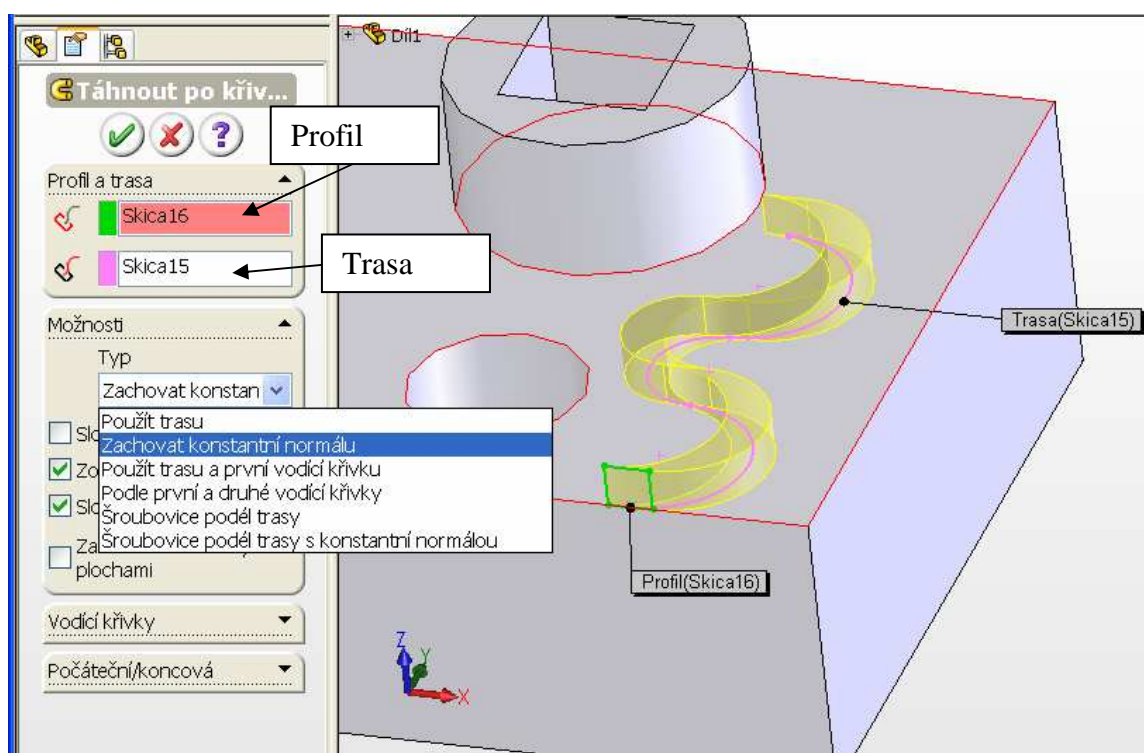 Díl1
Táhnout po křiv...
Profil
Profil a trasa
Skica16
Skica15
Trasa
Možnosti
Typ
Zachovat konstan
Použít trasu
Zachovat konstantní normálu
Použít trasu a první vodící křivku
Podle první a druhé vodící křivky
Šroubovice podél trasy
Šroubovice podél trasy s konstantní normálou
plochami
Vodící křivky
Počáteční/koncová
Trasa(Skica15)
Profil(Skica16)
Z
Y
X